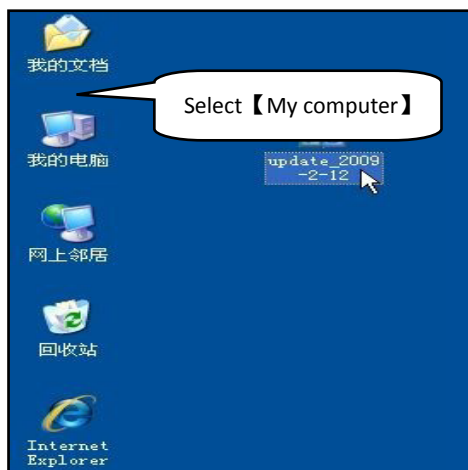 我的文档
Select【My computer】
我的电脑
update_2009
-2-12
网上邻居
回收站
Internet
Explorer